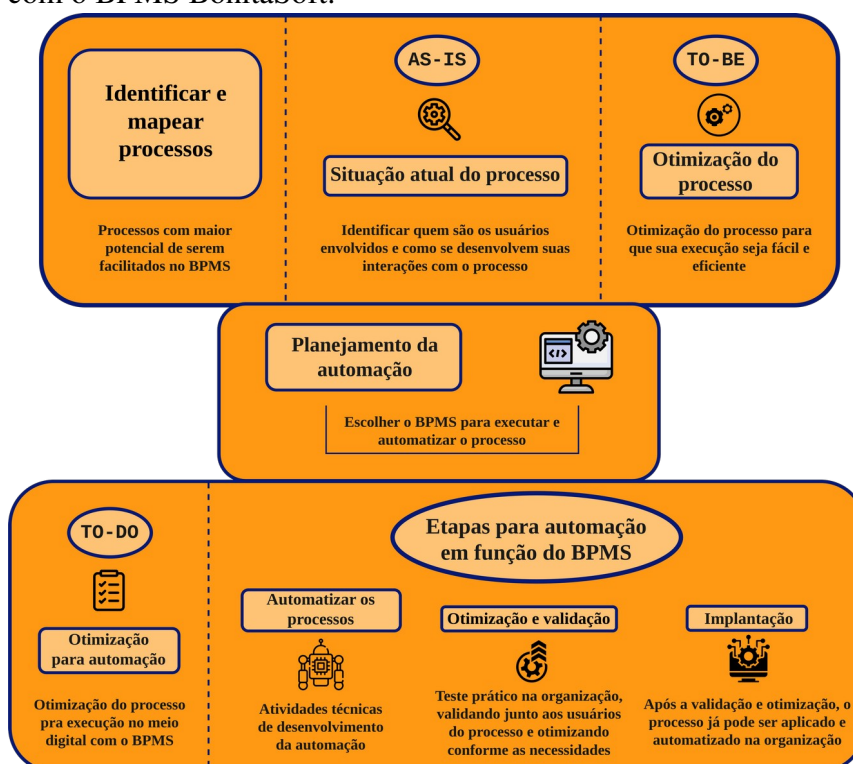 com o BPMS BonitaSoft.
Identificar e
mapear
processos
Processos com maior
potencial de serem
facilitados no BPMS
AS-IS
Situação atual do processo
Identificar quem são os usuários
envolvidos e como se desenvolvem suas
interações com o processo
TO-BE
Otimização do
processo
Otimização do processo para
que sua execução seja fácil e
eficiente
Planejamento da
automação
</>
Escolher o BPMS para executar e
automatizar o processo
TO-DO
Otimização
para automação
Otimização do processo
pra execução no meio
digital com o BPMS
Etapas para automação
em função do BPMS
Automatizar os
processos
Atividades técnicas
de desenvolvimento
da automação
Otimização e validação
Teste prático na organização,
validando junto aos usuários
do processo e otimizando
conforme as necessidades
Implantação
Após a validação e otimização, o
processo já pode ser aplicado e
automatizado na organização